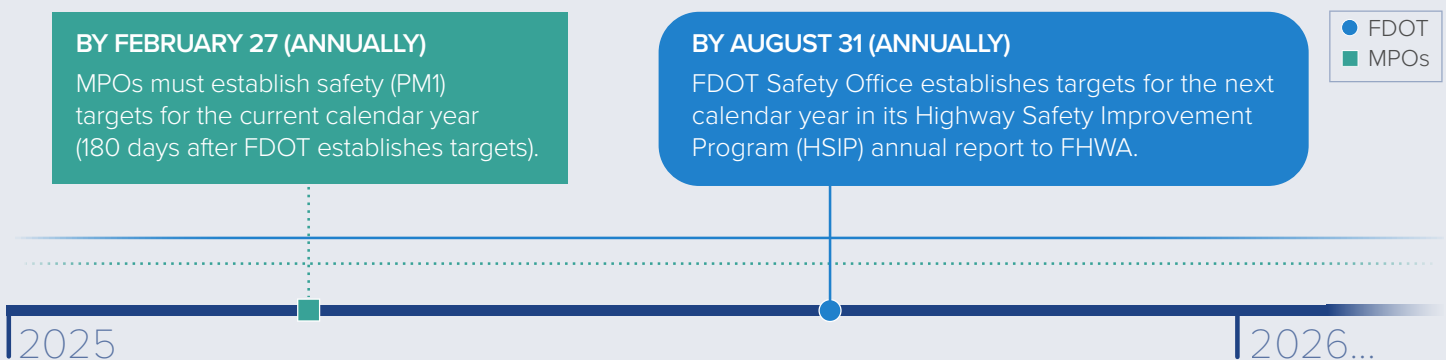 BY FEBRUARY 27 (ANNUALLY)
MPOs must establish safety (PM1)
targets for the current calendar year
(180 days after FDOT establishes targets).
BY AUGUST 31 (ANNUALLY)
FDOT Safety Office establishes targets for the next
calendar year in its Highway Safety Improvement
Program (HSIP) annual report to FHWA.
FDOT
MPOs
2025
2026...